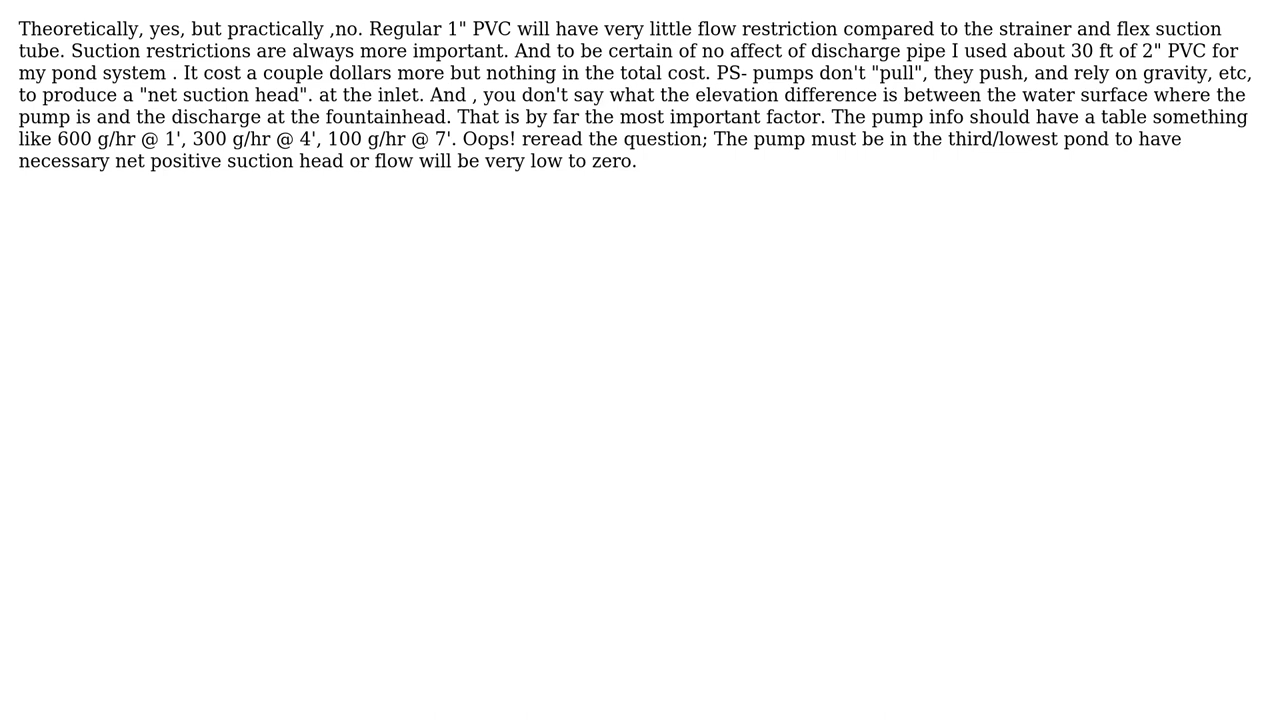 Theoretically, yes, but practically ,no. Regular 1" PVC will have very little flow restriction compared to the strainer and flex suction
tube. Suction restrictions are always more important. And to be certain of no affect of discharge pipe I used about 30 ft of 2" PVC for
my pond system . It cost a couple dollars more but nothing in the total cost. PS- pumps don't "pull", they push, and rely on gravity, etc,
to produce a "net suction head". at the inlet. And , you don't say what the elevation difference is between the water surface where the
pump is and the discharge at the fountainhead. That is by far the most important factor. The pump info should have a table something
like 600 g/hr @ 1', 300 g/hr @ 4', 100 g/hr @ 7'. Oops! reread the question; The pump must be in the third/lowest pond to have
necessary net positive suction head or flow will be very low to zero.